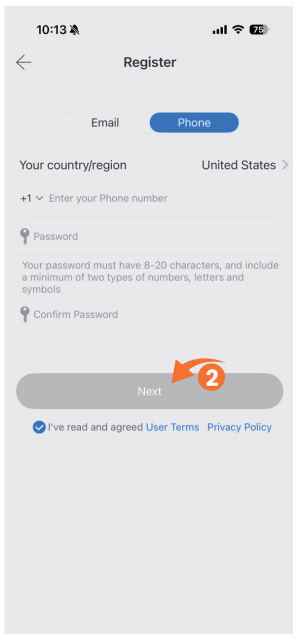 10:13
75
Register
Email Phone
Your country/region United States
+1 Enter your Phone number
Password
Your password must have 8-20 characters, and include
a minimum of two types of numbers, letters and
symbols
Confirm Password
2
Next
I've read and agreed User Terms Privacy Policy